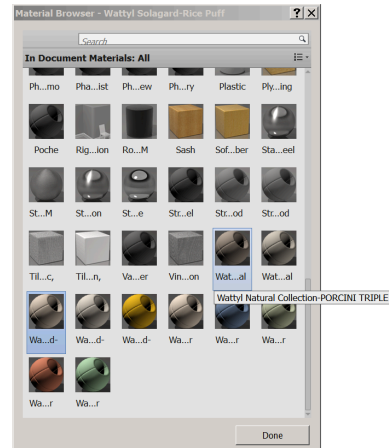 Material Browser - Wattyl Solagard-Rice Puff
Search
In Document Materials: All
Ph...mo Pha...ist Ph...ew Ph...ry Plastic Ply...ing
Poche Rig...ion Ro...M Sash Sof...ber Sta...eel
St...M St...on St...e Str...el Str...od Str...od
Til...c, Til...n, Va...er Vin...on Wat...al Wat...al
Wattyl Natural Collection-PORCINI TRIPLE
Wa...d- Wa...d- Wa...d- Wa...r Wa...r Wa...r
Wa...r Wa...r
Done